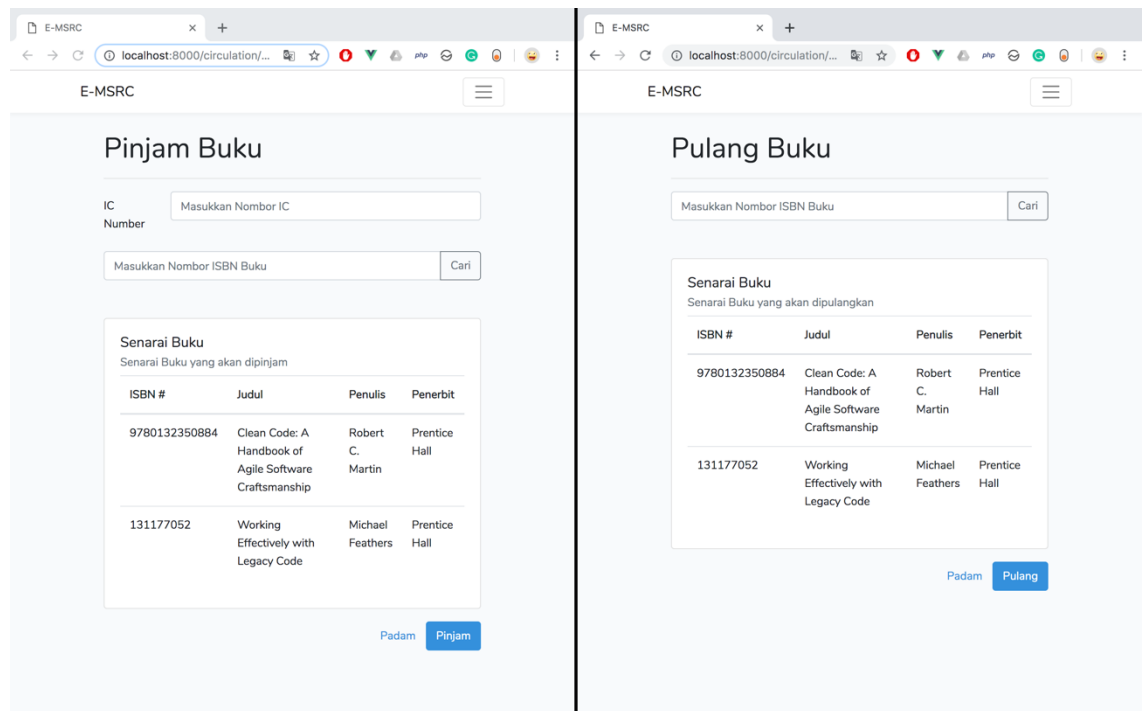 E-MSRC
localhost:8000/circulation/...
php
E-MSRC
Pinjam Buku
IC
Number
Masukkan Nombor IC
Masukkan Nombor ISBN Buku
Cari
Senarai Buku
Senarai Buku yang akan dipinjam
ISBN # Judul Penulis Penerbit
9780132350884 Clean Code: A Robert Prentice
Handbook of C. Hall
Agile Software Martin
Craftsmanship
131177052 Working Michael Prentice
Effectively with Feathers Hall
Legacy Code
Padam Pinjam
E-MSRC
localhost:8000/circulation/...
php
E-MSRC
Pulang Buku
Masukkan Nombor ISBN Buku
Cari
Senarai Buku
Senarai Buku yang akan dipulangkan
ISBN # Judul Penulis Penerbit
9780132350884 Clean Code: A Robert Prentice
Handbook of C. Hall
Agile Software Martin
Craftsmanship
131177052 Working Michael Prentice
Effectively with Feathers Hall
Legacy Code
Padam Pulang